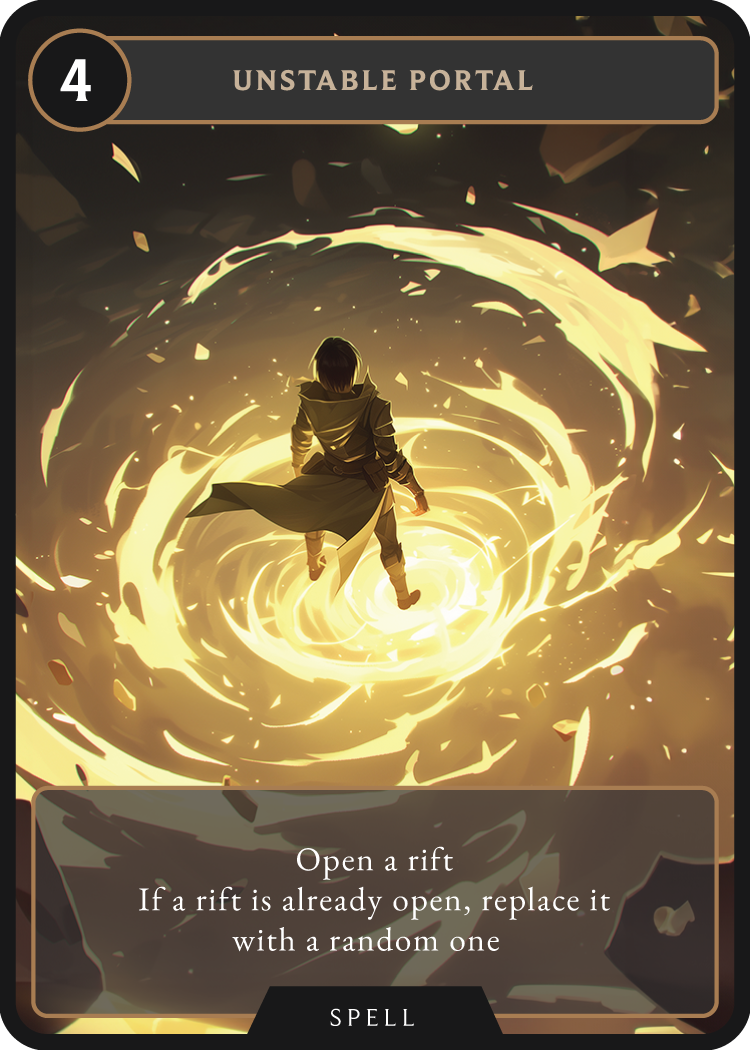 4
UNSTABLE PORTAL
Open a rift
If a rift is already open, replace it
with a random one
SPELL